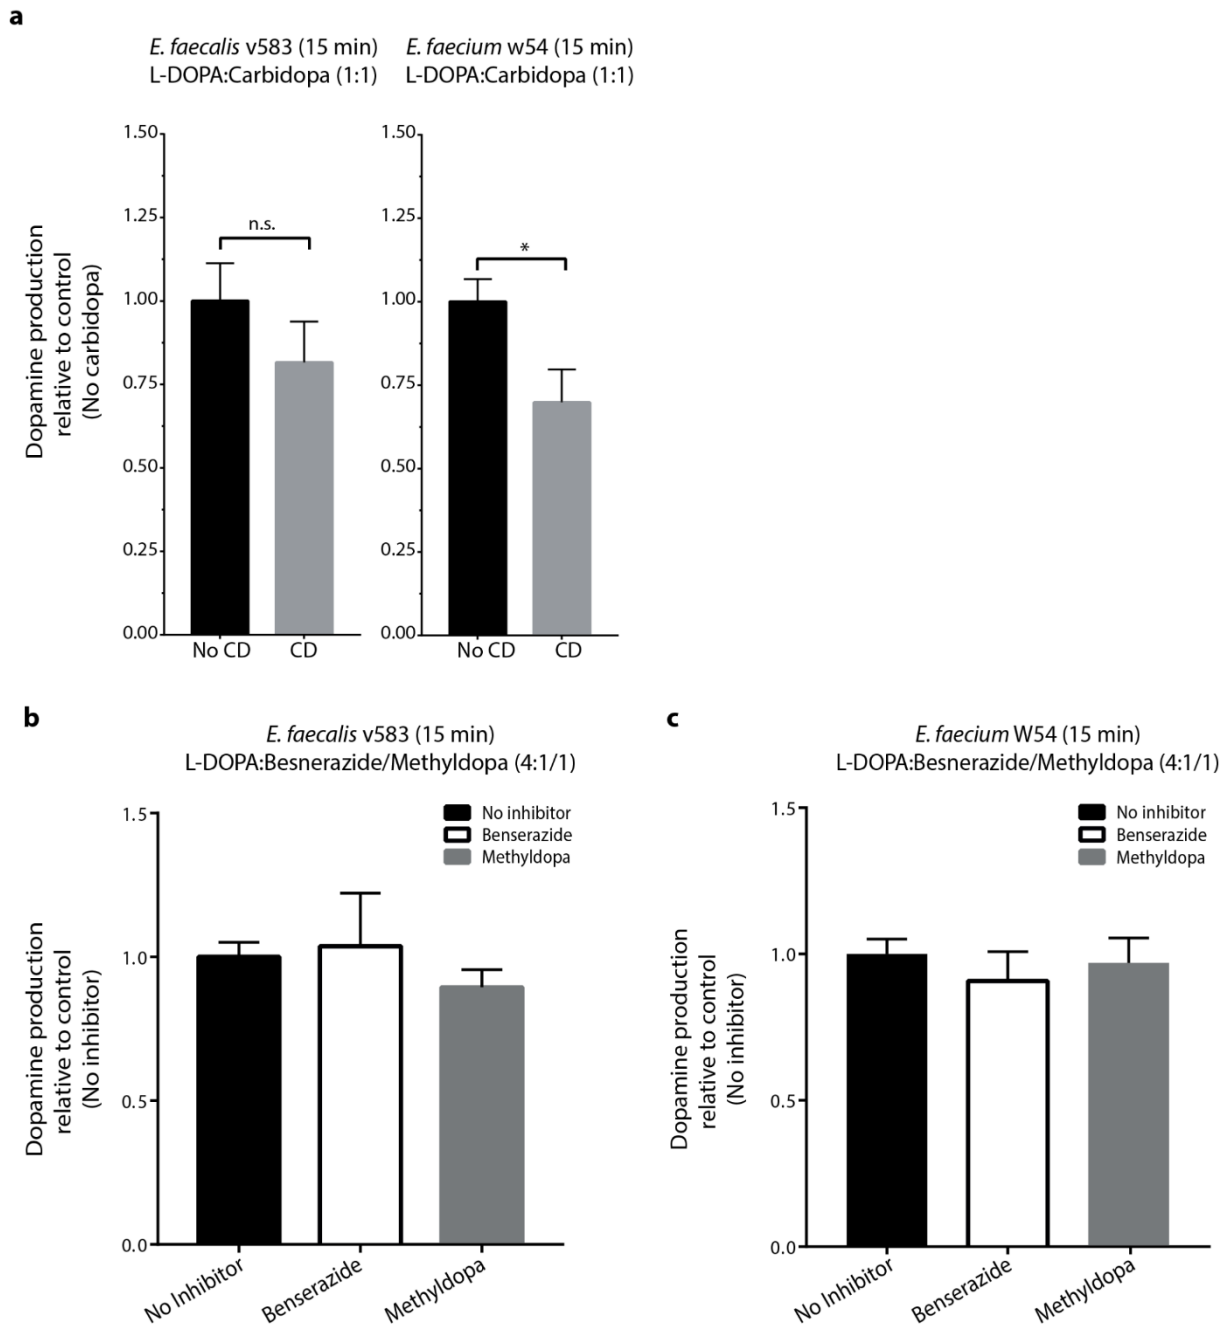 a
E. faecalis v583 (15 min)
L-DOPA:Carbidopa (1:1)
E. faecium w54 (15 min)
L-DOPA:Carbidopa (1:1)
Dopamine production
relative to control
(No carbidopa)
1.50
1.25
1.00
0.75
0.50
0.25
0.00
n.s.
No CD
CD
1.50
1.25
1.00
0.75
0.50
0.25
0.00
*
No CD
CD
b
E. faecalis v583 (15 min)
L-DOPA:Besnerazide/Methyldopa (4:1/1)
No inhibitor
Benserazide
Methyldopa
Dopamine production
relative to control
(No inhibitor)
1.5
1.0
0.5
0.0
No Inhibitor
Benserazide
Methyldopa
c
E. faecium W54 (15 min)
L-DOPA:Besnerazide/Methyldopa (4:1/1)
No inhibitor
Benserazide
Methyldopa
Dopamine production
relative to control
(No inhibitor)
1.5
1.0
0.5
0.0
No Inhibitor
Benserazide
Methyldopa